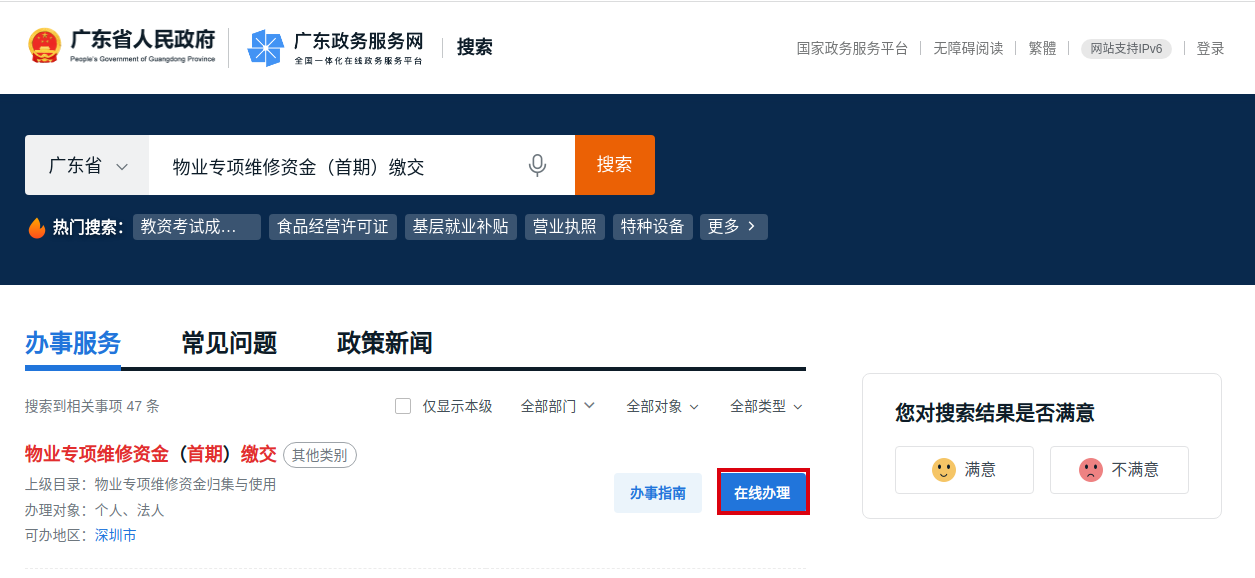 广东省人民政府
People's Government of Guangdong Province
广东政务服务网
全国一体化在线政务服务平台
搜索
国家政务服务平台 无障碍阅读 繁體 网站支持IPv6 登录
广东省 物业专项维修资金（首期）缴交 搜索
热门搜索： 教资考试成... 食品经营许可证 基层就业补贴 营业执照 特种设备 更多
办事服务 常见问题 政策新闻
搜索到相关事项 47 条 仅显示本级 全部部门 全部对象 全部类型
物业专项维修资金（首期）缴交 其他类别
上级目录：物业专项维修资金归集与使用
办理对象：个人、法人
可办地区：深圳市
办事指南 在线办理
您对搜索结果是否满意
满意 不满意